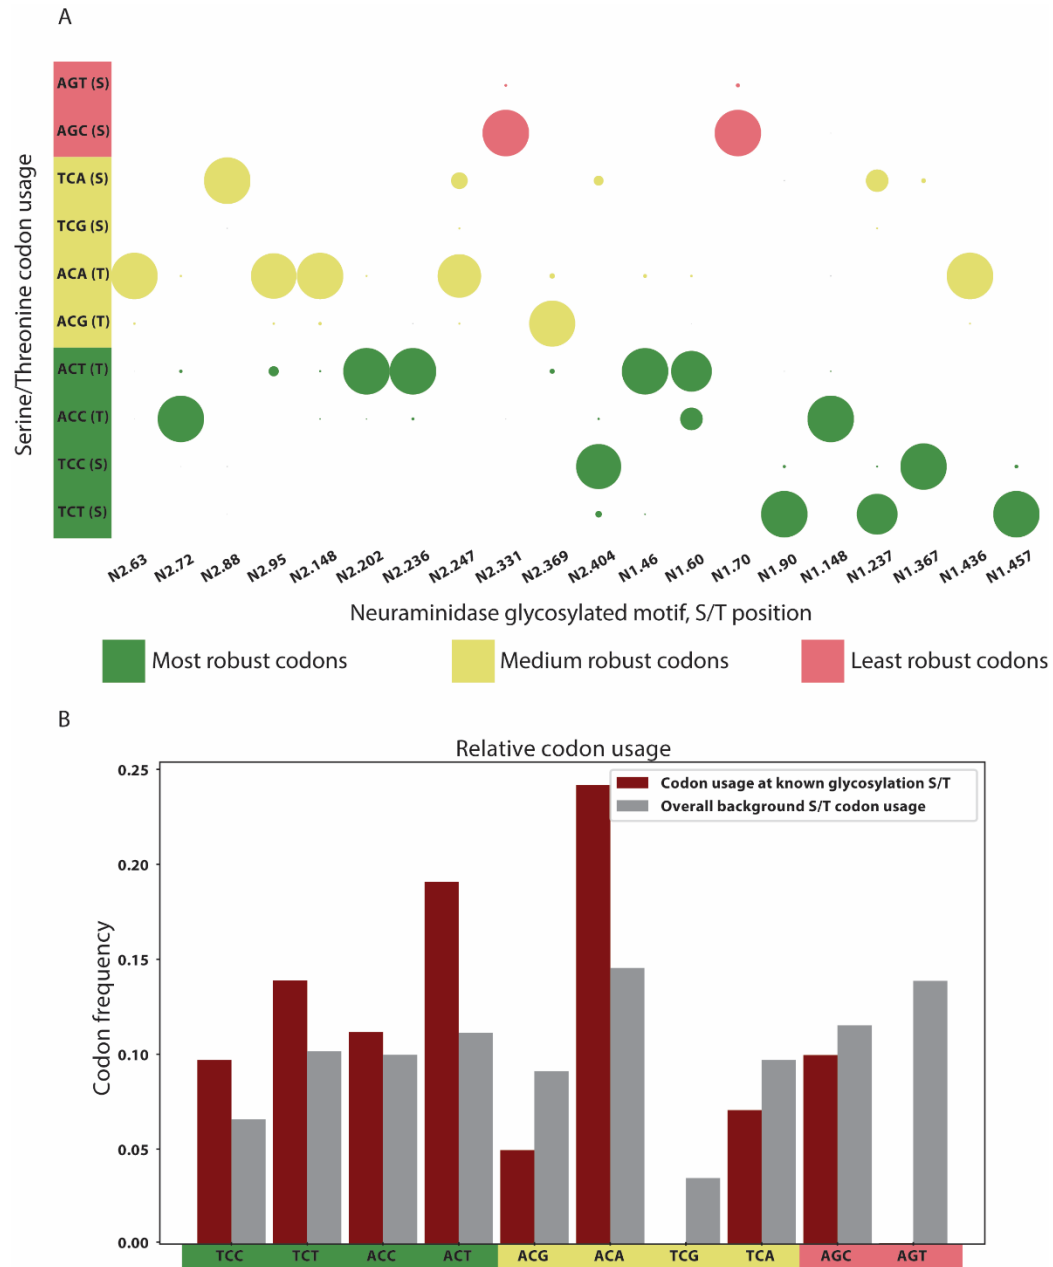 A
Serine/Threonine codon usage
AGT (S)
AGC (S)
TCA (S)
TCG (S)
ACA (T)
ACG (T)
ACT (T)
ACC (T)
TCC (S)
TCT (S)
N2.63 N2.72 N2.88 N2.95 N2.148 N2.202 N2.236 N2.247 N2.331 N2.369 N2.404 N1.46 N1.60 N1.70 N1.90 N1.148 N1.237 N1.367 N1.436 N1.457
Neuraminidase glycosylated motif, S/T position
Most robust codons Medium robust codons Least robust codons
B
Relative codon usage
Codon usage at known glycosylation S/T
Overall background S/T codon usage
Codon frequency
0.25
0.20
0.15
0.10
0.05
0.00
TCC TCT ACC ACT ACG ACA TCG TCA AGC AGT